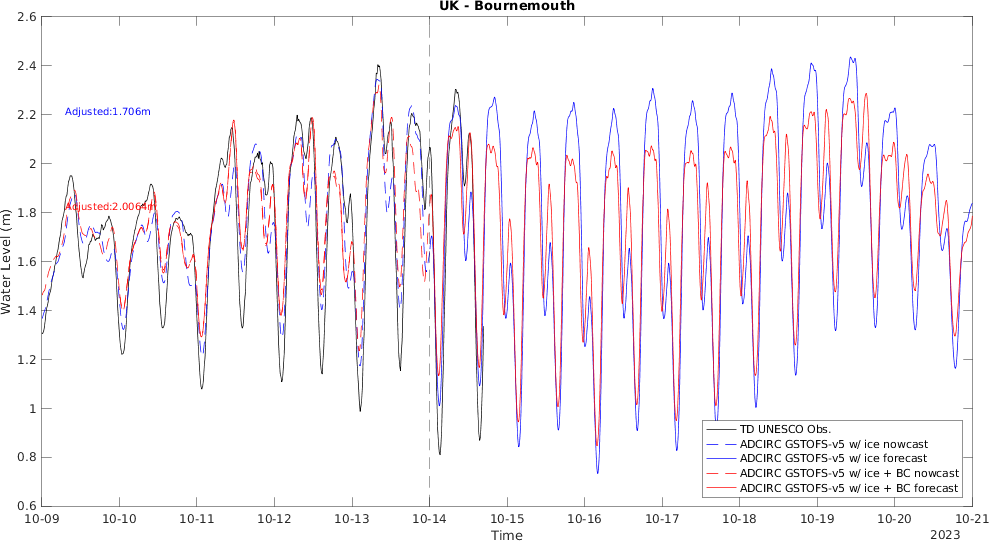 UK - Bournemouth
2.6
2.4
2.2
2
1.8
1.6
1.4
1.2
1
0.8
0.6
Water Level (m)
Adjusted:1.706m
Adjusted:2.0064m
TD UNESCO Obs.
ADCIRC GSTOFS-v5 w/ ice nowcast
ADCIRC GSTOFS-v5 w/ ice forecast
ADCIRC GSTOFS-v5 w/ ice + BC nowcast
ADCIRC GSTOFS-v5 w/ ice + BC forecast
10-09 10-10 10-11 10-12 10-13 10-14 10-15 10-16 10-17 10-18 10-19 10-20 10-21
Time
2023